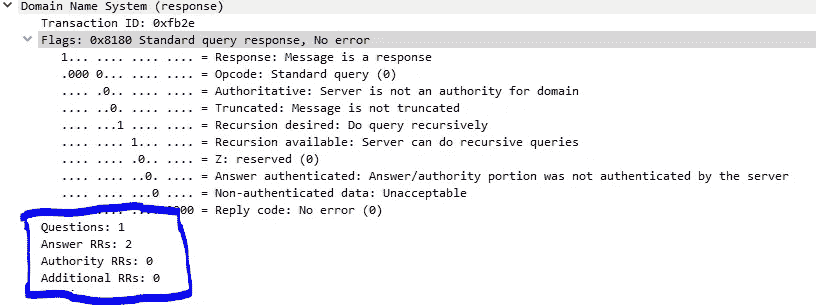 Domain Name System (response)
Transaction ID: 0xfb2e
Flags: 0x8180 Standard query response, No error
1... .... .... .... = Response: Message is a response
.000 0... .... .... = Opcode: Standard query (0)
.... .0.. .... .... = Authoritative: Server is not an authority for domain
.... ..0. .... .... = Truncated: Message is not truncated
.... ...1 .... .... = Recursion desired: Do query recursively
.... .... 1... .... = Recursion available: Server can do recursive queries
.... .... .0.. .... = Z: reserved (0)
.... .... ..0. .... = Answer authenticated: Answer/authority portion was not authenticated by the server
.... .... ...0 .... = Non-authenticated data: Unacceptable
= Reply code: No error (0)
Questions: 1
Answer RRs: 2
Authority RRs: 0
Additional RRs: 0